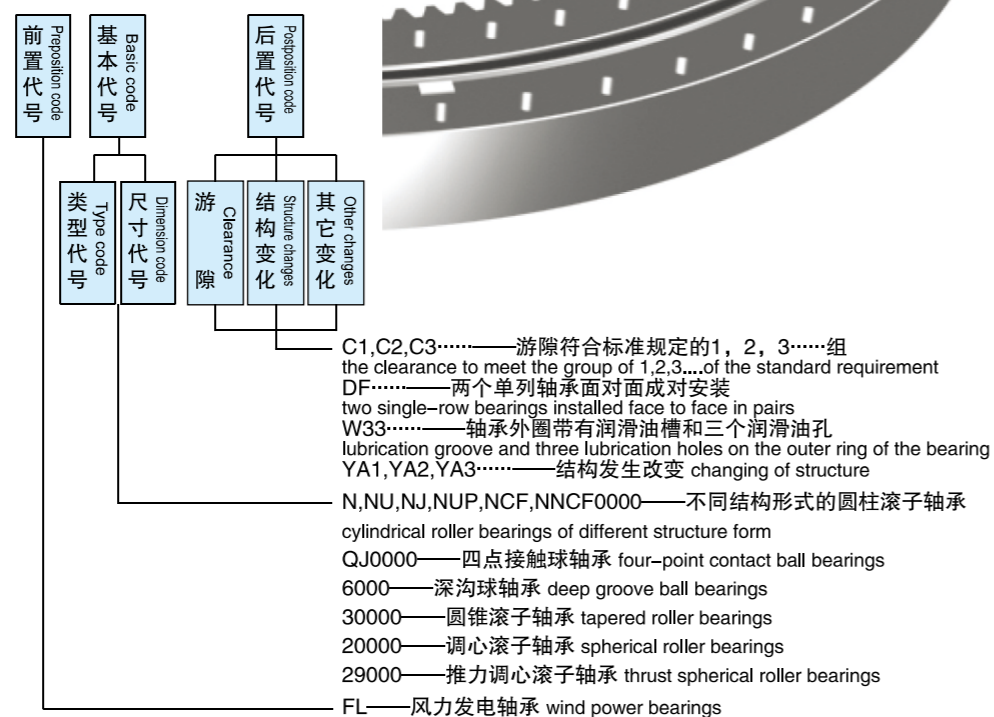 前置代号 Preposition code
基本代号 Basic code
后置代号 Postposition code
类型代号 Type code
尺寸代号 Dimension code
游隙 Clearance
结构变化 Structure changes
其它变化 Other changes
C1,C2,C3······——游隙符合标准规定的1，2，3······组
the clearance to meet the group of 1,2,3....of the standard requirement
DF······——两个单列轴承面对面成对安装
two single-row bearings installed face to face in pairs
W33······——轴承外圈带有润滑油槽和三个润滑油孔
lubrication groove and three lubrication holes on the outer ring of the bearing
YA1,YA2,YA3······——结构发生改变 changing of structure
N,NU,NJ,NUP,NCF,NNCF0000——不同结构形式的圆柱滚子轴承
cylindrical roller bearings of different structure form
QJ0000——四点接触球轴承 four-point contact ball bearings
6000——深沟球轴承 deep groove ball bearings
30000——圆锥滚子轴承 tapered roller bearings
20000——调心滚子轴承 spherical roller bearings
29000——推力调心滚子轴承 thrust spherical roller bearings
FL——风力发电轴承 wind power bearings